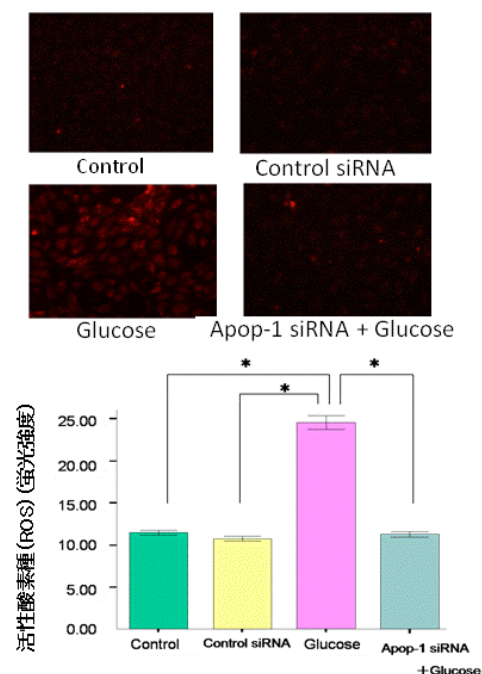 Control
Control siRNA
Glucose
Apop-1 siRNA + Glucose
活性酸素種(ROS)(蛍光強度)
*
*
*
25.00
20.00
15.00
10.00
5.00
0.00
Control
Control siRNA
Glucose
Apop-1 siRNA
+Glucose